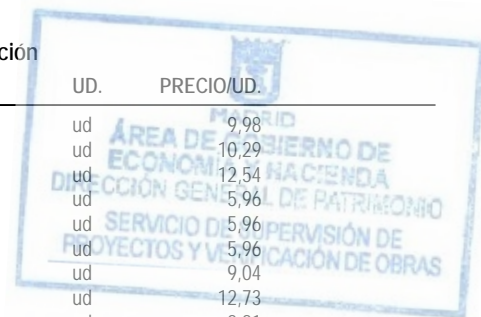 ción
UD. PRECIO/UD.
MADRID
ud 9,98
ÁREA DE GOBIERNO DE
ud 10,29
ECONOMÍA Y HACIENDA
ud 12,54
DIRECCIÓN GENERAL DE PATRIMONIO
ud 5,96
SERVICIO DE SUPERVISIÓN DE
ud 5,96
PROYECTOS Y VERIFICACIÓN DE OBRAS
ud 5,96
ud 9,04
ud 12,73